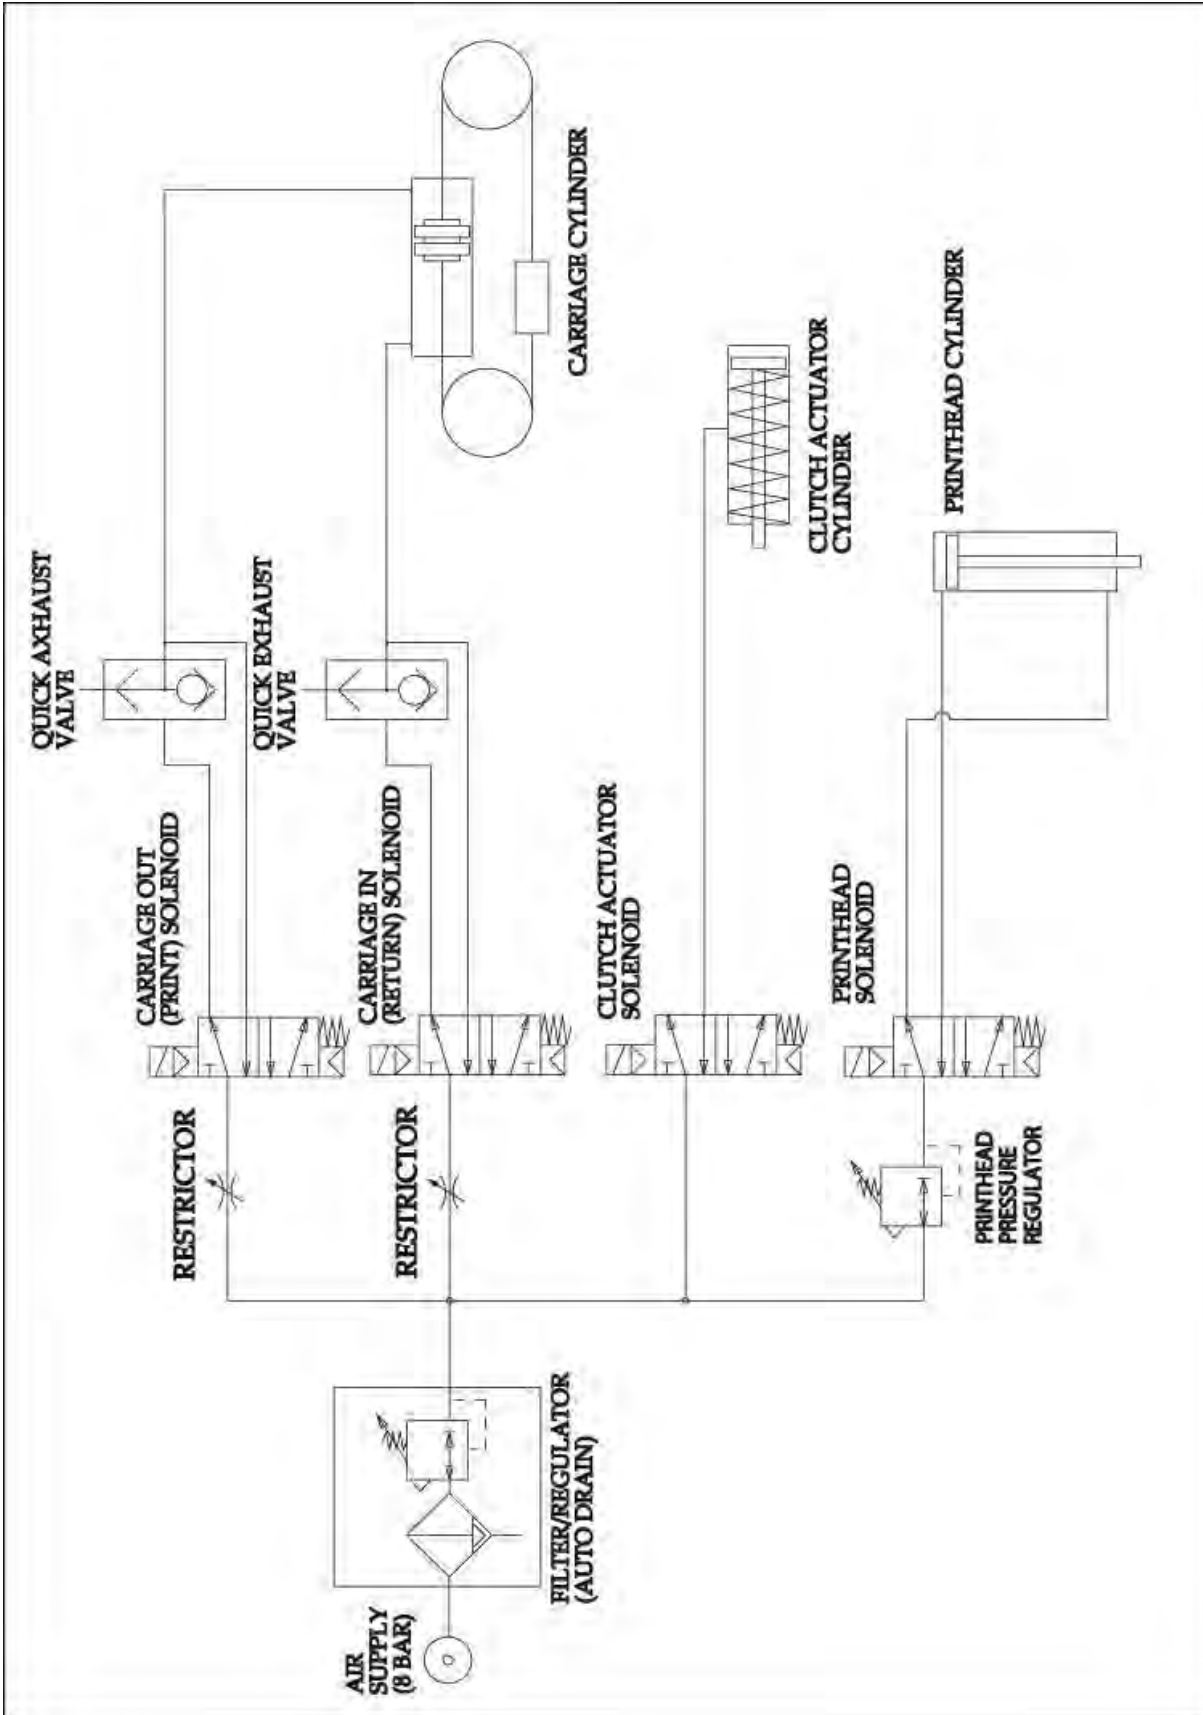 QUICK AXHAUST
VALVE
QUICK EXHAUST
VALVE
CARRIAGE CYLINDER
CLUTCH ACTUATOR
CYLINDER
PRINTHEAD CYLINDER
CARRIAGE OUT
(PRINT) SOLENOID
CARRIAGE IN
(RETURN) SOLENOID
CLUTCH ACTUATOR
SOLENOID
PRINTHEAD
SOLENOID
RESTRICTOR
RESTRICTOR
PRINTHEAD
PRESSURE
REGULATOR
FILTER/REGULATOR
(AUTO DRAIN)
AIR
SUPPLY
(8 BAR)